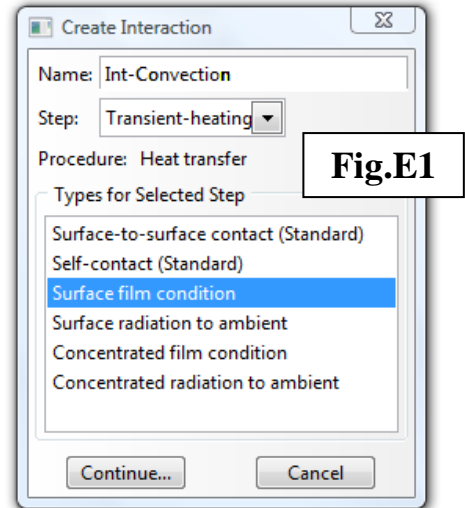 Create Interaction
Name: Int-Convection
Step: Transient-heating
Procedure: Heat transfer
Fig.E1
Types for Selected Step
Surface-to-surface contact (Standard)
Self-contact (Standard)
Surface film condition
Surface radiation to ambient
Concentrated film condition
Concentrated radiation to ambient
Continue... Cancel